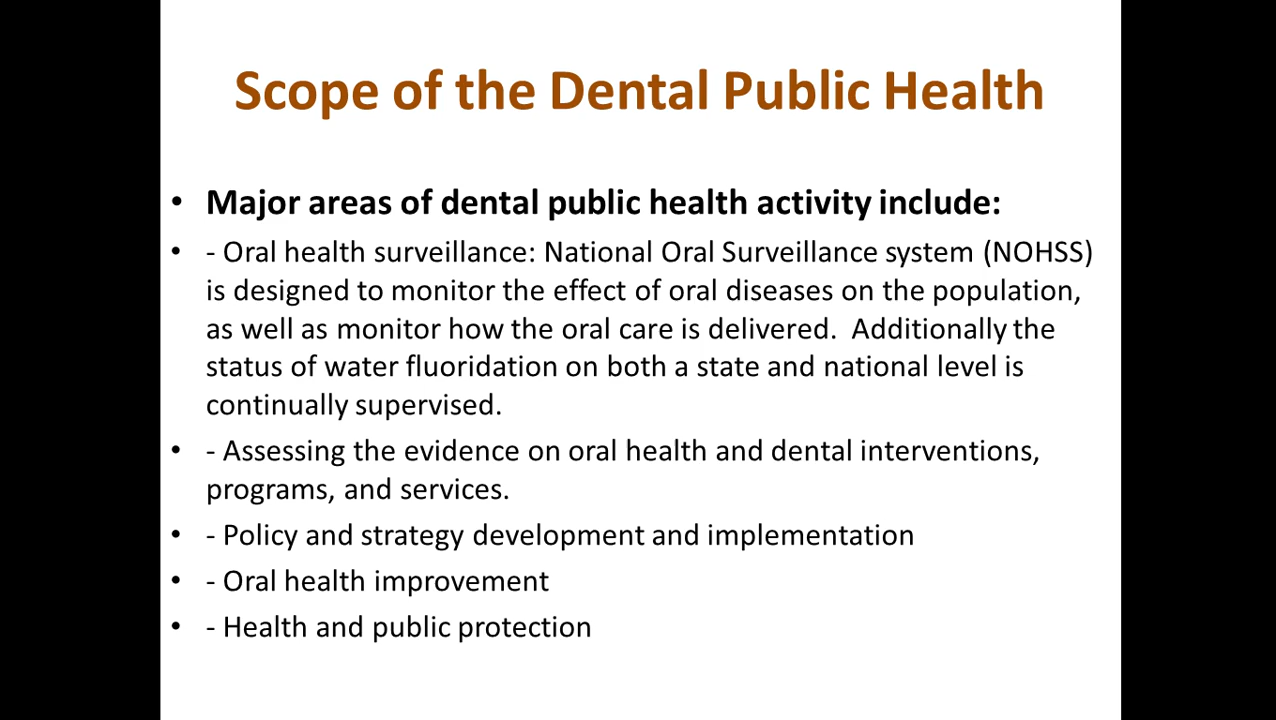 Scope of the Dental Public Health
• Major areas of dental public health activity include:
• - Oral health surveillance: National Oral Surveillance system (NOHSS)
is designed to monitor the effect of oral diseases on the population,
as well as monitor how the oral care is delivered.  Additionally the
status of water fluoridation on both a state and national level is
continually supervised.
• - Assessing the evidence on oral health and dental interventions,
programs, and services.
• - Policy and strategy development and implementation
• - Oral health improvement
• - Health and public protection